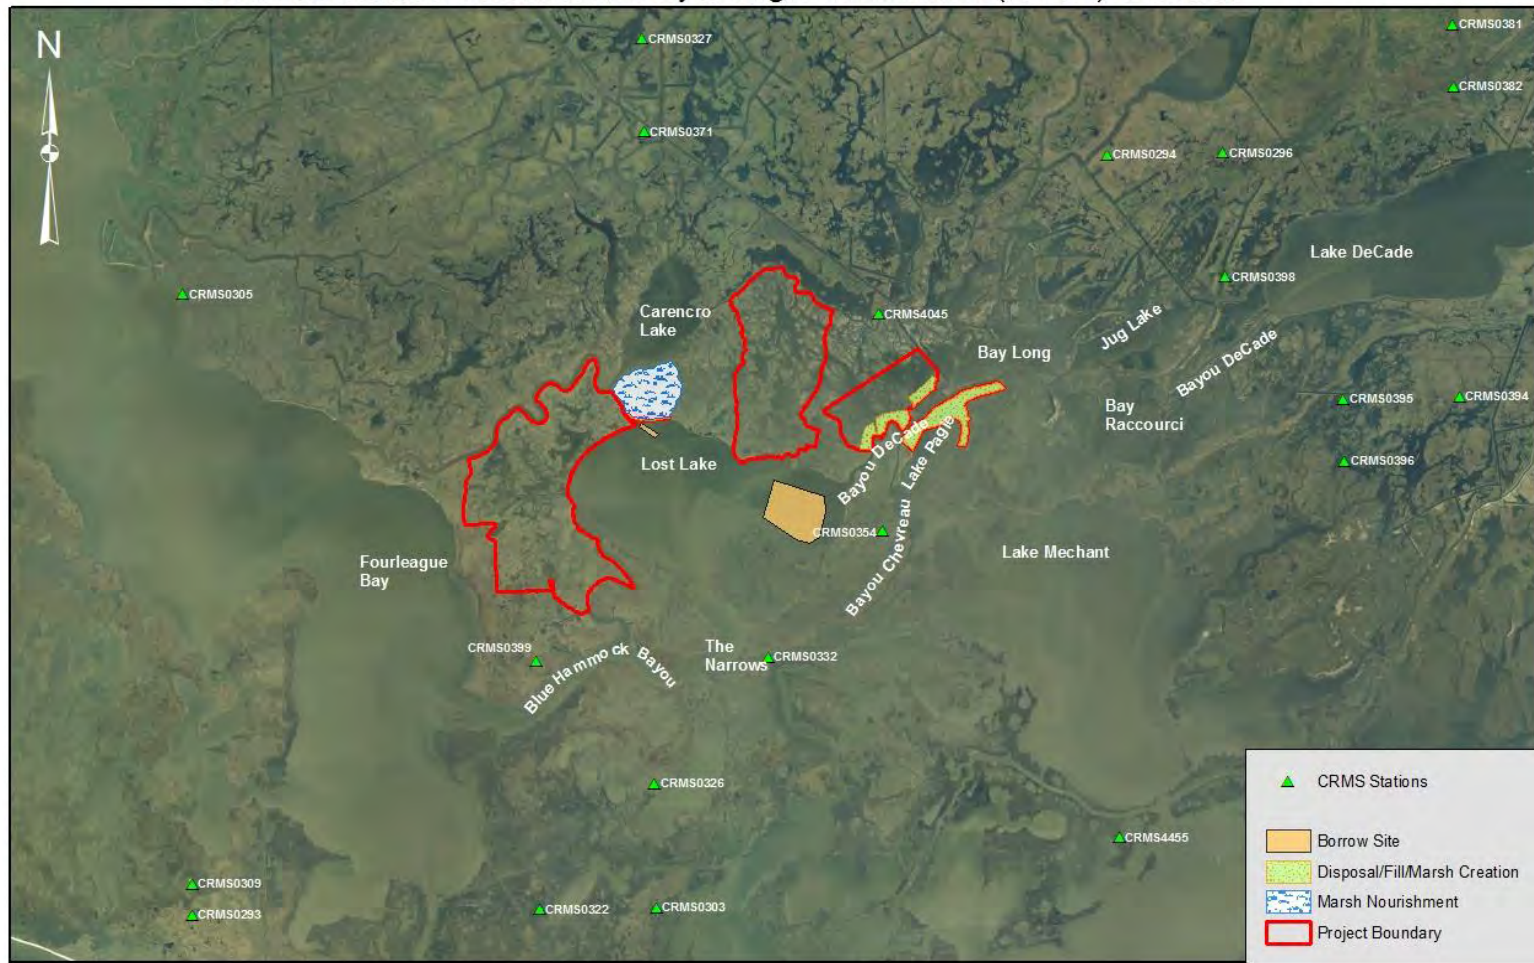 N
CRMS0327
CRMS0381
CRMS0382
CRMS0371
CRMS0294
CRMS0296
Lake DeCade
CRMS0398
CRMS0305
Carencro
Lake
CRMS4045
Jug Lake
Bay Long
Bayou DeCade
CRMS0395
CRMS0394
Bay
Raccourci
Lost Lake
Bayou DeCade
Lake Pagie
CRMS0396
CRMS0354
Bayou Chevreau
Lake Mechant
Fourleague
Bay
CRMS0399
Blue Hammock Bayou
The
Narrows
CRMS0332
CRMS0326
CRMS4455
CRMS0309
CRMS0293
CRMS0322
CRMS0303
CRMS Stations
Borrow Site
Disposal/Fill/Marsh Creation
Marsh Nourishment
Project Boundary